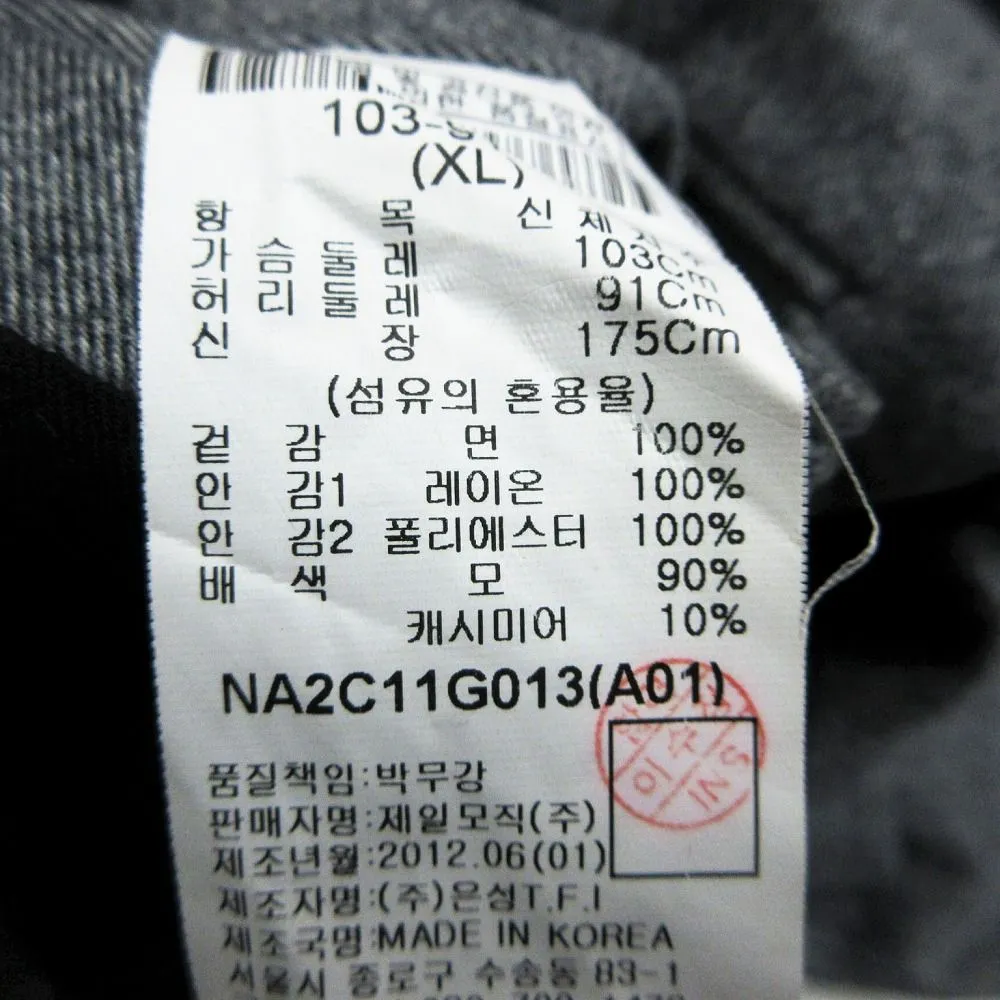 103-
(XL)
항 목 신 체
가 슴 둘 레 103Cm
허 리 둘 레 91Cm
신 장 175Cm
(섬유의 혼용율)
겉 감 면 100%
안 감1 레이온 100%
안 감2 폴리에스터 100%
배 색 모 90%
캐시미어 10%
NA2C11G013(A01)
품질책임:박무강
판매자명:제일모직(주)
제조년월:2012.06(01)
제조자명:(주)은성T.F.I
제조국명:MADE IN KOREA
서울시 종로구 수송동 83-1